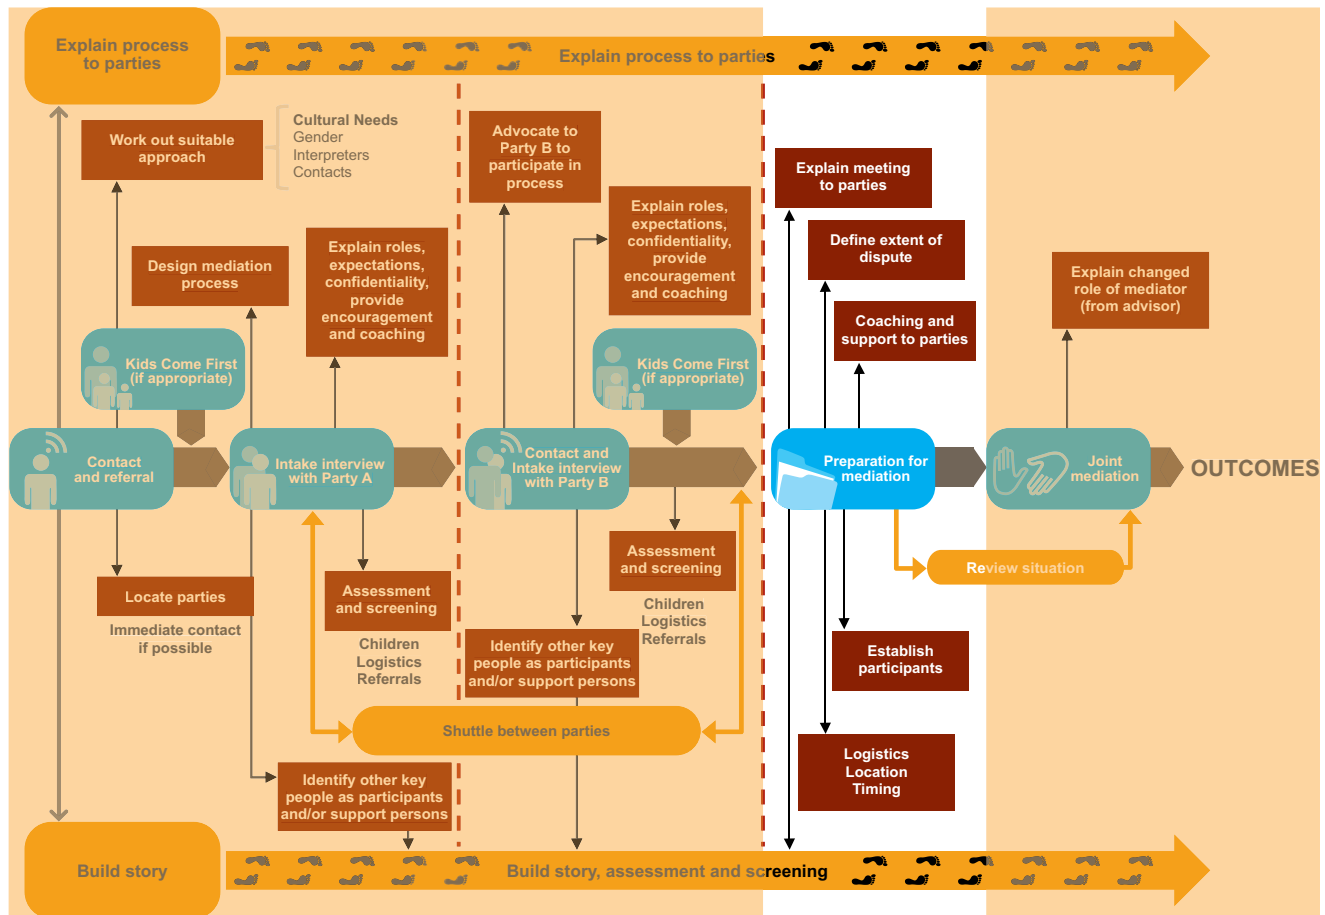 Explain process
to parties
Explain process to parties
Work out suitable
approach
Cultural Needs
Gender
Interpreters
Contacts
Advocate to
Party B to
participate in
process
Explain meeting
to parties
Explain roles,
expectations,
confidentiality,
provide
encouragement
and coaching
Design mediation
process
Explain roles,
expectations,
confidentiality,
provide
encouragement
and coaching
Define extent of
dispute
Explain changed
role of mediator
(from advisor)
Coaching and
support to parties
Kids Come First
(if appropriate)
Kids Come First
(if appropriate)
Contact
and referral
Intake interview
with Party A
Contact and
Intake interview
with Party B
Preparation for
mediation
Joint
mediation
OUTCOMES
Assessment
and screening
Children
Logistics
Referrals
Review situation
Locate parties
Immediate contact
if possible
Assessment
and screening
Children
Logistics
Referrals
Identify other key
people as participants
and/or support persons
Establish
participants
Shuttle between parties
Logistics
Location
Timing
Identify other key
people as participants
and/or support persons
Build story
Build story, assessment and screening